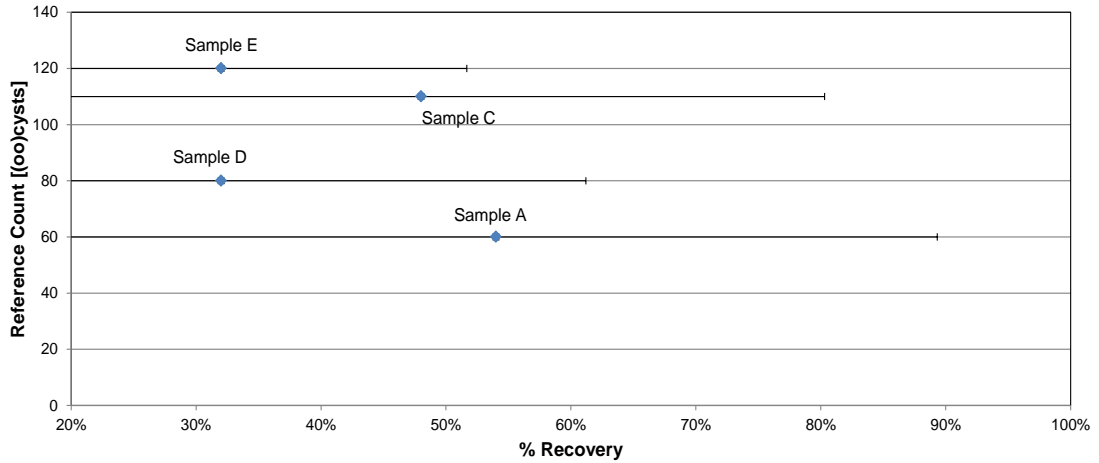 140
120
100
80
60
40
20
0
Reference Count [(oo)cysts]
Sample E
Sample C
Sample D
Sample A
20% 30% 40% 50% 60% 70% 80% 90% 100%
% Recovery